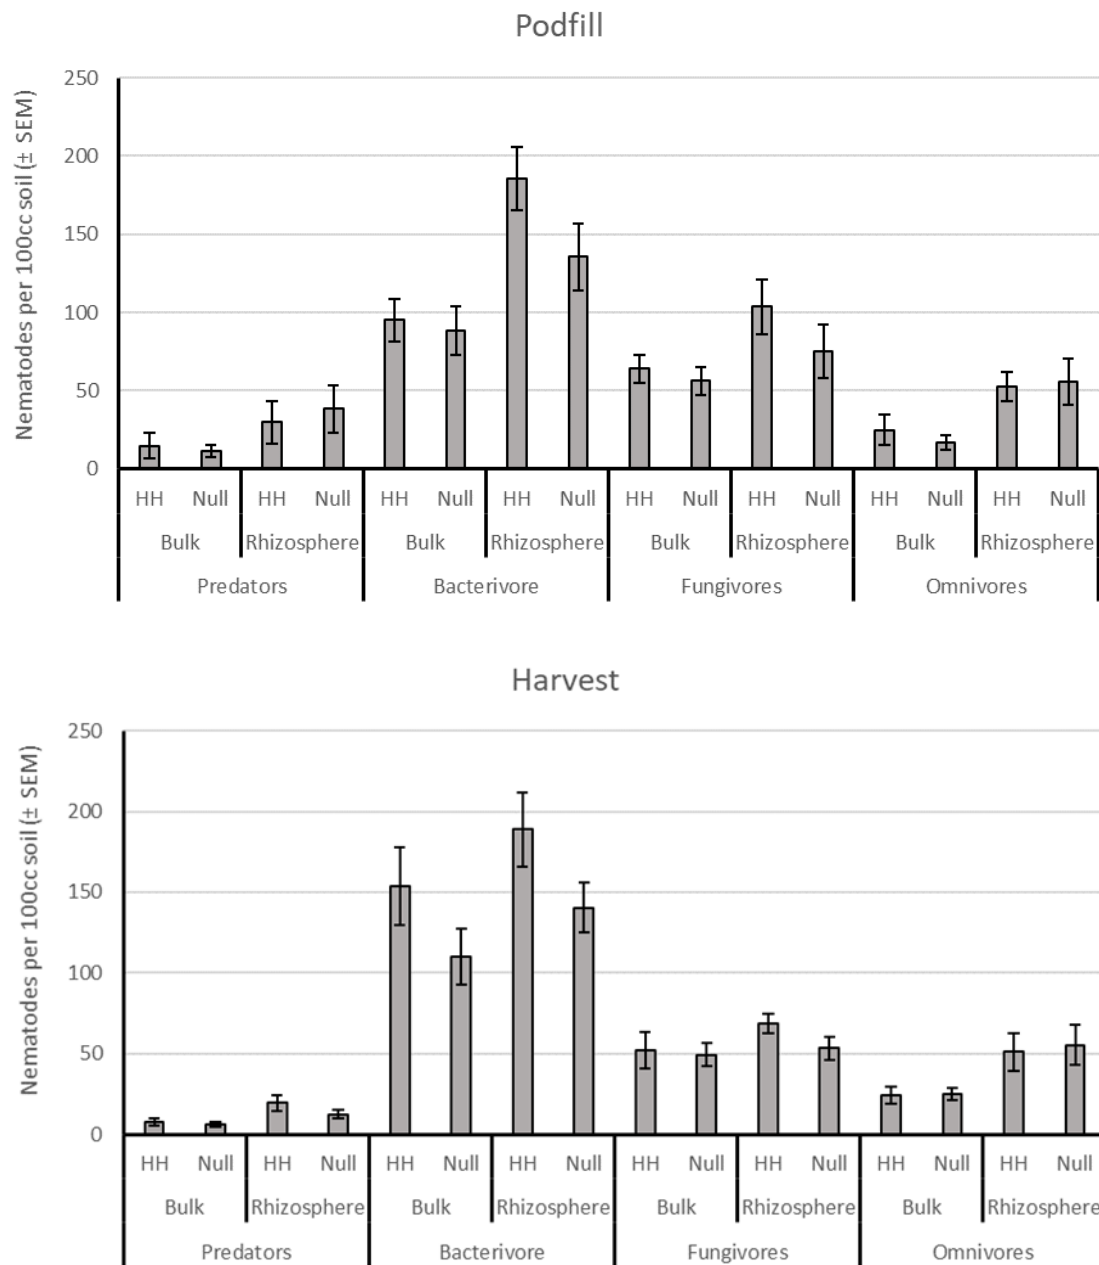 Podfill
Nematodes per 100cc soil (± SEM)
250
200
150
100
50
0
HH Null HH Null HH Null HH Null HH Null HH Null HH Null HH Null
Bulk Rhizosphere Bulk Rhizosphere Bulk Rhizosphere Bulk Rhizosphere
Predators Bacterivore Fungivores Omnivores
Harvest
Nematodes per 100cc soil (± SEM)
250
200
150
100
50
0
HH Null HH Null HH Null HH Null HH Null HH Null HH Null HH Null
Bulk Rhizosphere Bulk Rhizosphere Bulk Rhizosphere Bulk Rhizosphere
Predators Bacterivore Fungivores Omnivores